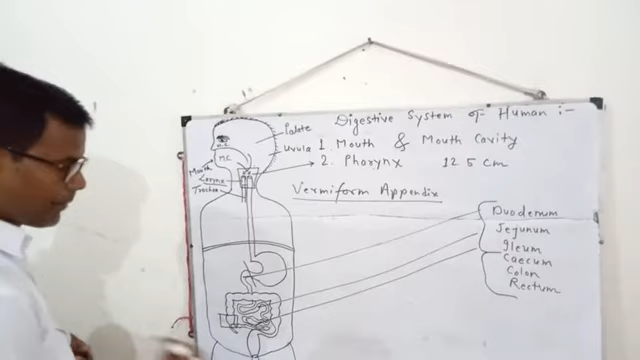 Digestive System of Human :-
1. Mouth & Mouth Cavity
2. Pharynx 12.5 cm
Vermiform Appendix
Palate
Uvula
N.C.
M.C.
Mouth
Larynx
Trachea
Duodenum
Jejunum
Ileum
Caecum
Colon
Rectum